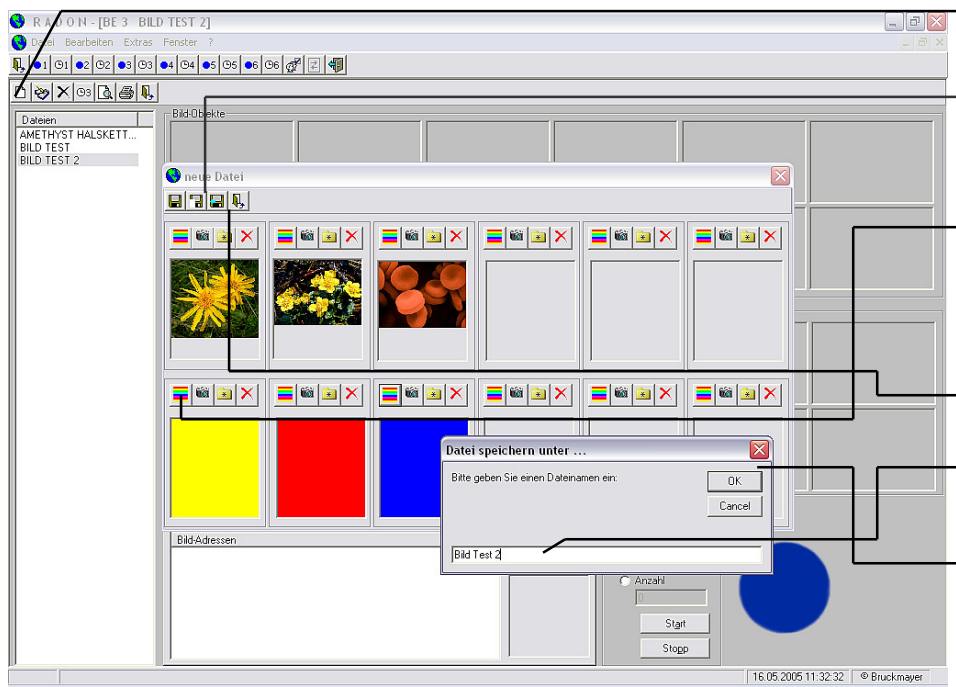 R A D O N - [BE 3 BILD TEST 2]
Datei Bearbeiten Extras Fenster ?
1 1 2 2 3 3 4 4 5 5 6 6
3
Dateien
AMETHYST HALSKETT...
BILD TEST
BILD TEST 2
Bild-Objekte
neue Datei
Datei speichern unter ...
Bitte geben Sie einen Dateinamen ein:
OK
Cancel
Bild Test 2
Bild-Adressen
Anzahl
0
Start
Stopp
16.05.2005 11:32:32
© Bruckmayer